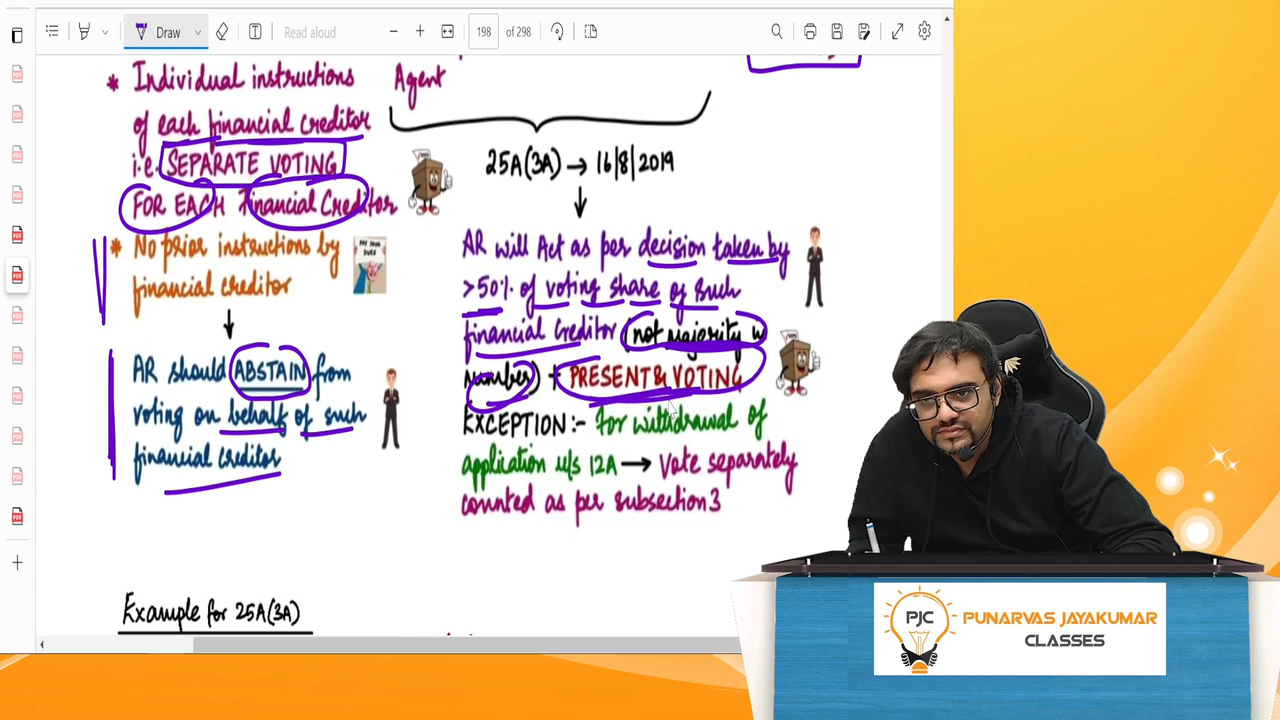 Draw
Read aloud
198
of 298
* Individual instructions
of each financial creditor
i.e. SEPARATE VOTING
FOR EACH Financial Creditor
* No prior instructions by
financial creditor
AR should ABSTAIN from
voting on behalf of such
financial creditor
Agent
25A(3A) → 16/8/2019
AR will Act as per decision taken by
>50% of voting share of such
financial creditor (not majority
number) + PRESENT & VOTING
EXCEPTION:- For withdrawal of
application u/s 12A → Vote separately
counted as per subsection 3
Example for 25A(3A)
PJC
PUNARVAS JAYAKUMAR
CLASSES